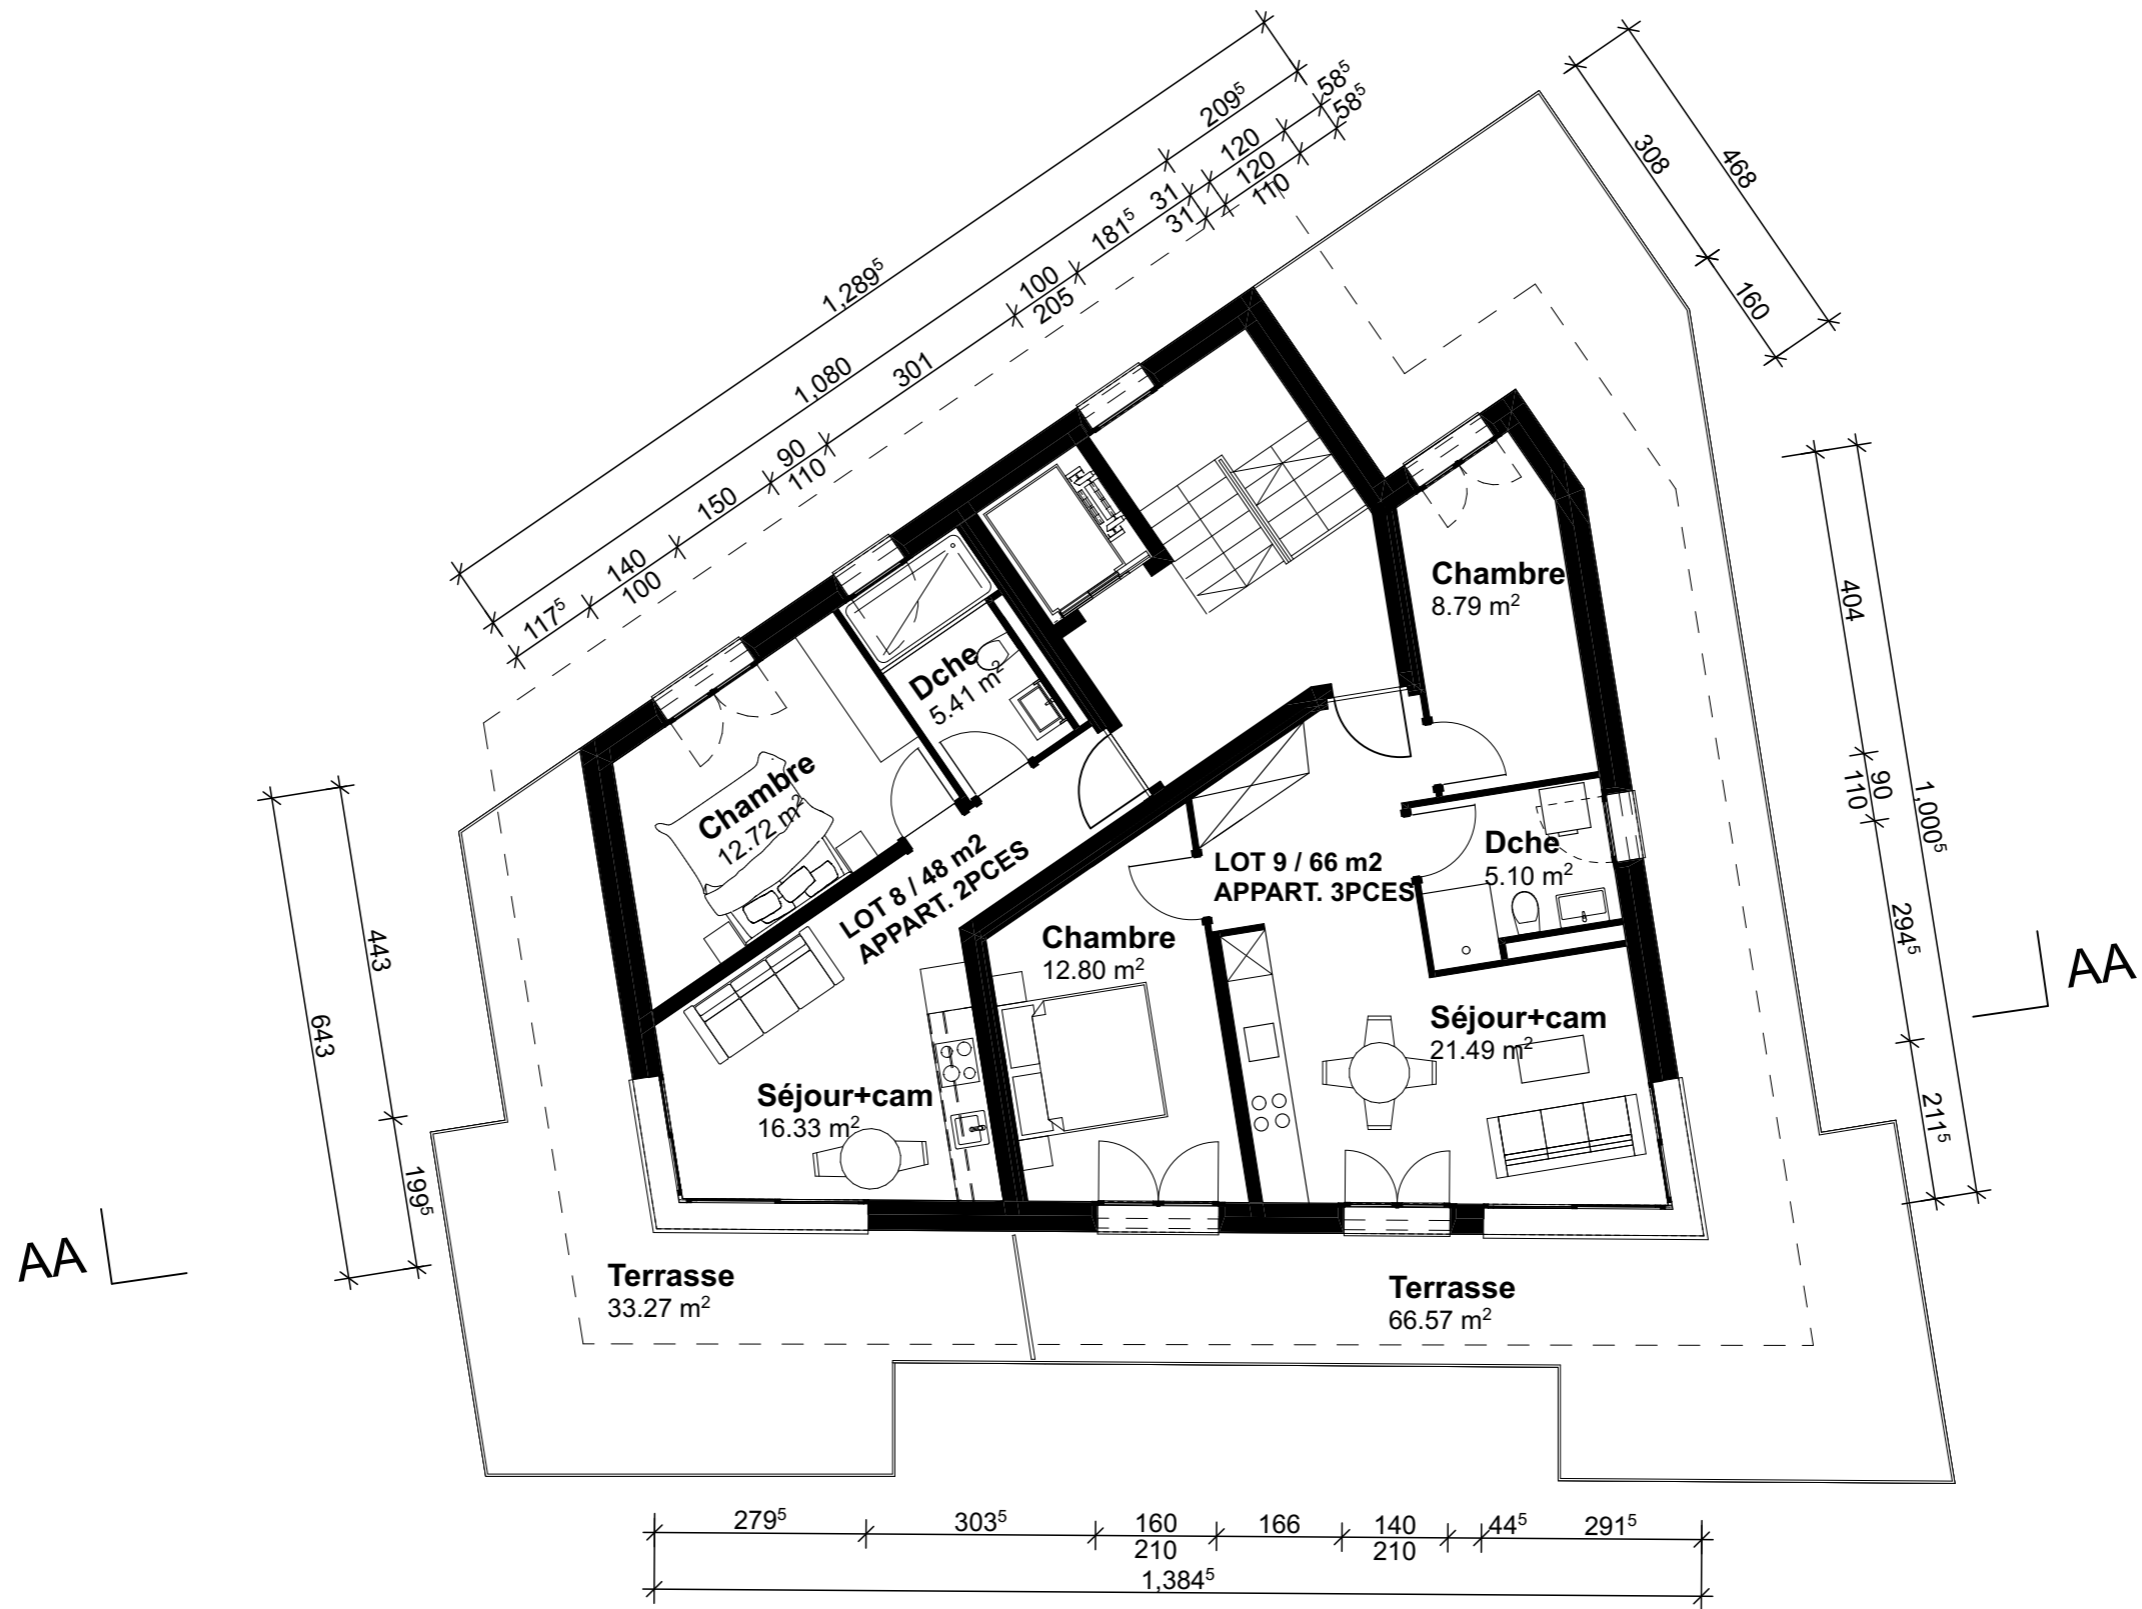 1,289⁵
209⁵
1,080
58⁵
58⁵
120
120
110
31
31
181⁵
100
205
301
90
110
150
140
100
117⁵
308
468
160
404
90
110
1,000⁵
294⁵
211⁵
443
643
199⁵
Chambre
8.79 m²
Dche
5.41 m²
Chambre
12.72 m²
LOT 8 / 48 m2
APPART. 2PCES
LOT 9 / 66 m2
APPART. 3PCES
Dche
5.10 m²
Chambre
12.80 m²
Séjour+cam
21.49 m²
Séjour+cam
16.33 m²
AA
AA
Terrasse
33.27 m²
Terrasse
66.57 m²
279⁵ 303⁵ 160 166 140 44⁵ 291⁵
210 210
1,384⁵